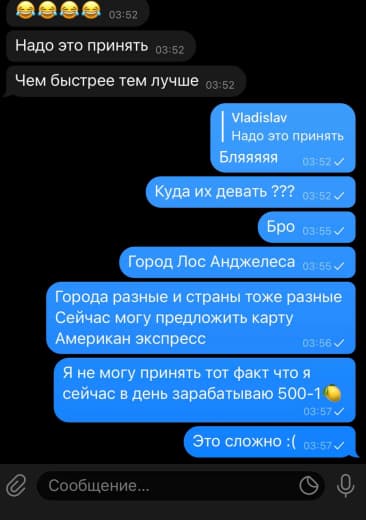 😂😂😂😂 03:52
Надо это принять 03:52
Чем быстрее тем лучше 03:52
Vladislav
Надо это принять
Бляяяяя 03:52
Куда их девать ??? 03:52
Бро 03:55
Город Лос Анджелеса 03:55
Города разные и страны тоже разные
Сейчас могу предложить карту
Американ экспресс 03:56
Я не могу принять тот факт что я
сейчас в день зарабатываю 500-1🍋
03:57
Это сложно :( 03:57
Сообщение...